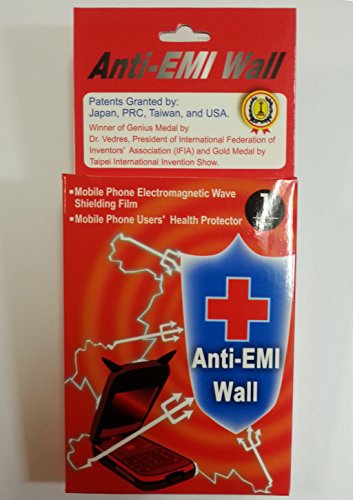 Anti-EMI Wall
Patents Granted by:
Japan, PRC, Taiwan, and USA.
Winner of Genius Medal by
Dr. Vedres, President of International Federation of
Inventors' Association (IFIA) and Gold Medal by
Taipei International Invention Show.
▪Mobile Phone Electromagnetic Wave
Shielding Film
▪Mobile Phone Users' Health Protector
Anti-EMI
Wall